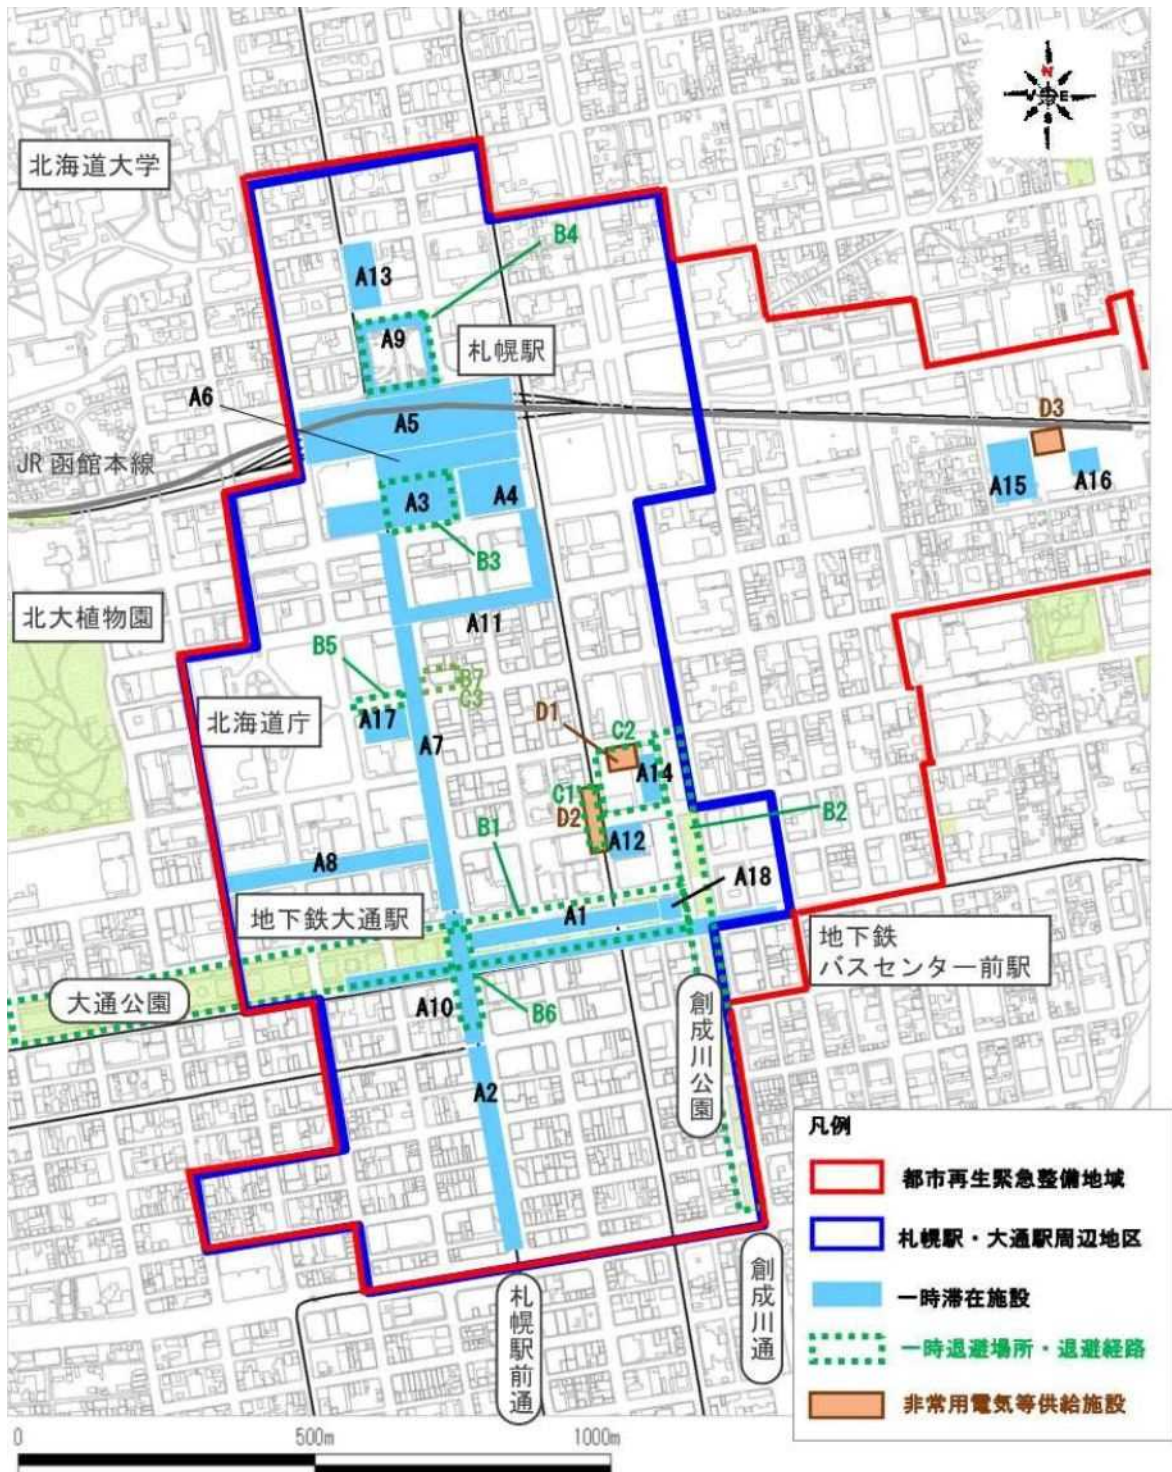 N
W
E
S
北海道大学
B4
A13
A9
札幌駅
A6
A5
D3
JR 函館本線
A3
A4
A15
A16
B3
北大植物園
A11
B5
B7
C3
北海道庁
A17
D1
C2
A7
A14
C1
D2
B1
B2
A12
A8
A18
地下鉄大通駅
A1
地下鉄
バスセンター前駅
大通公園
A10
B6
創成川公園
A2
凡例
都市再生緊急整備地域
札幌駅・大通駅周辺地区
一時滞在施設
一時退避場所・退避経路
非常用電気等供給施設
札幌駅前通
創成川通
0
500m
1000m